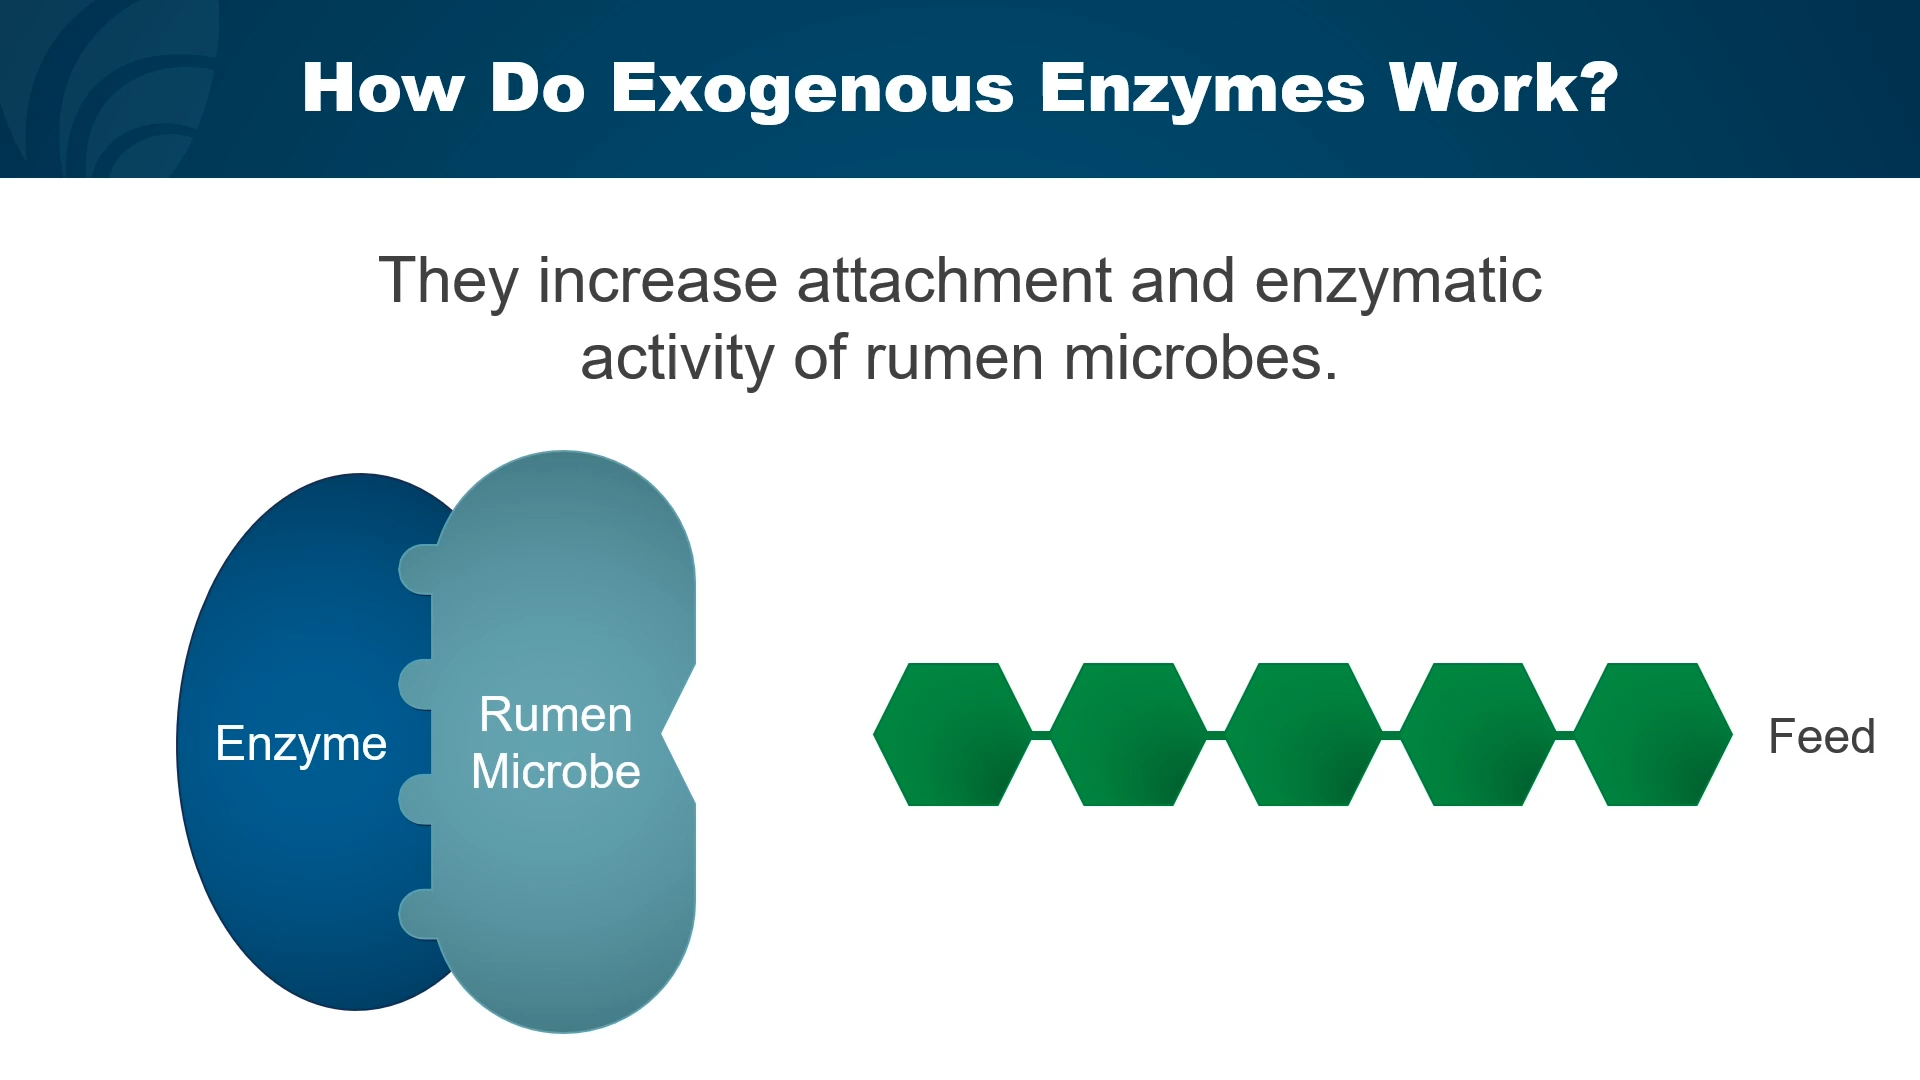 How Do Exogenous Enzymes Work?
They increase attachment and enzymatic
activity of rumen microbes.
Enzyme
Rumen
Microbe
Feed